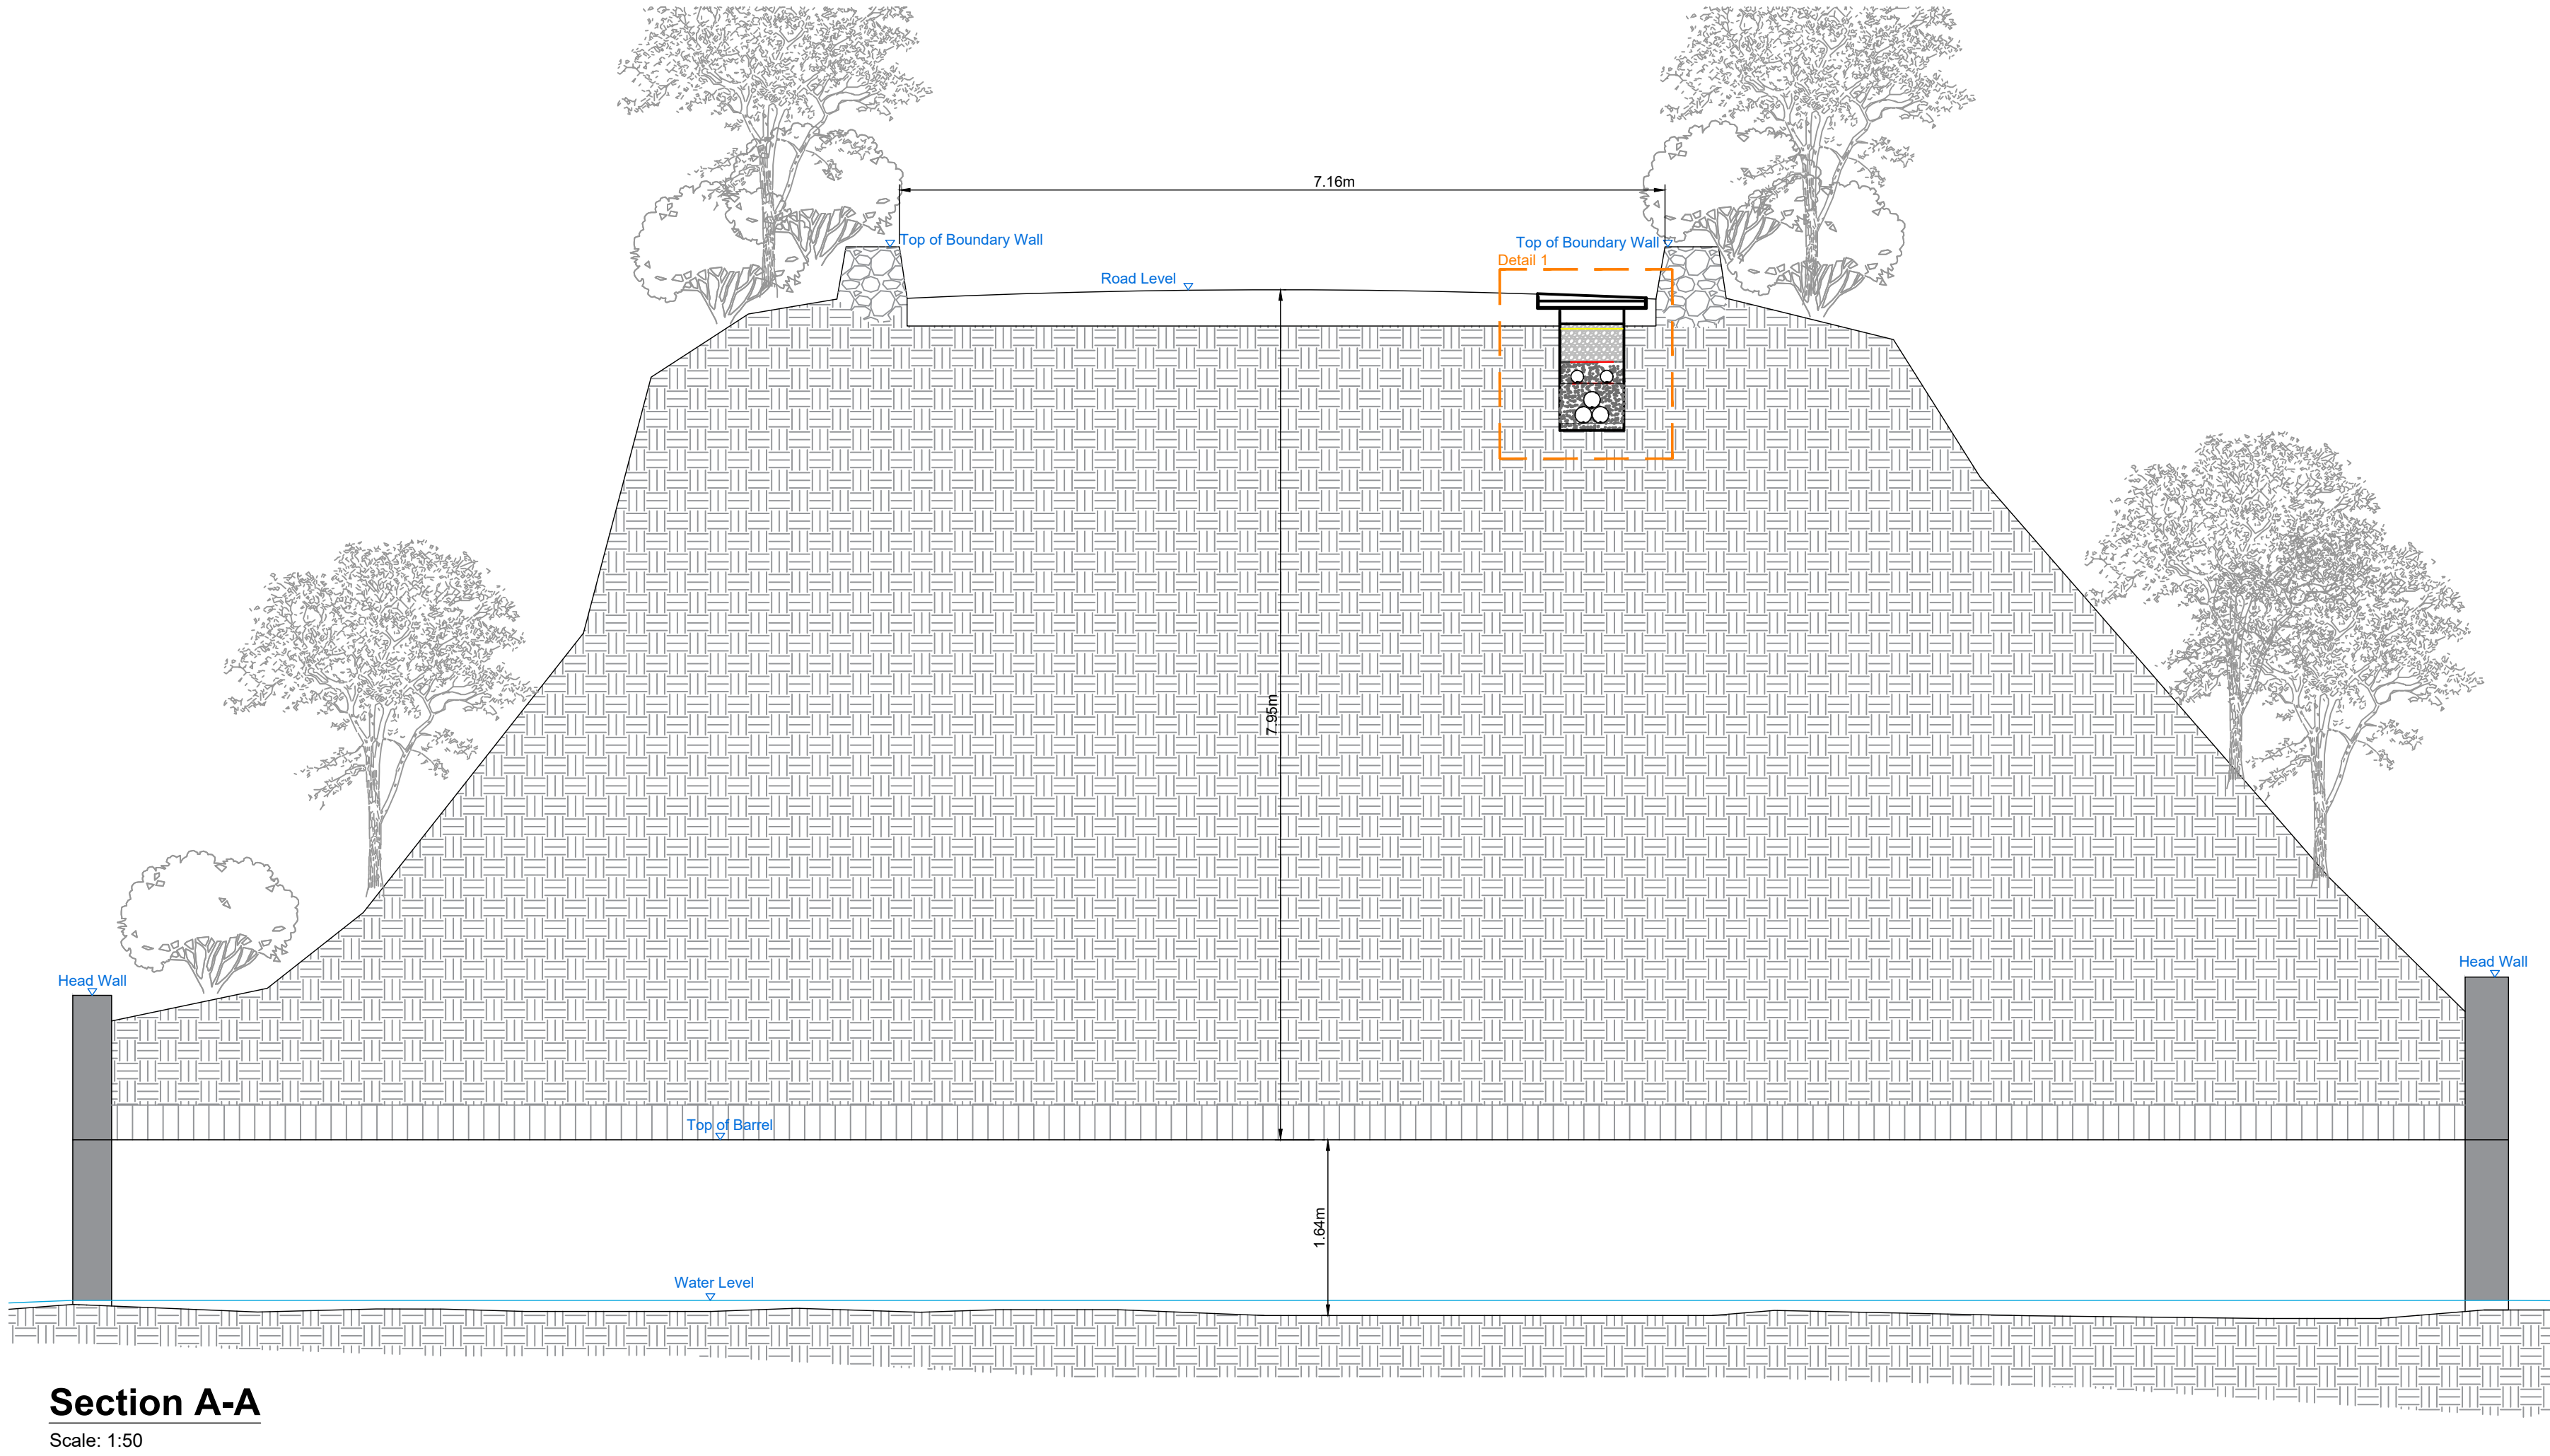 7.16m
Top of Boundary Wall
Top of Boundary Wall
Detail 1
Road Level
7.95m
Head Wall
Head Wall
Top of Barrel
1.64m
Water Level
Section A-A
Scale: 1:50